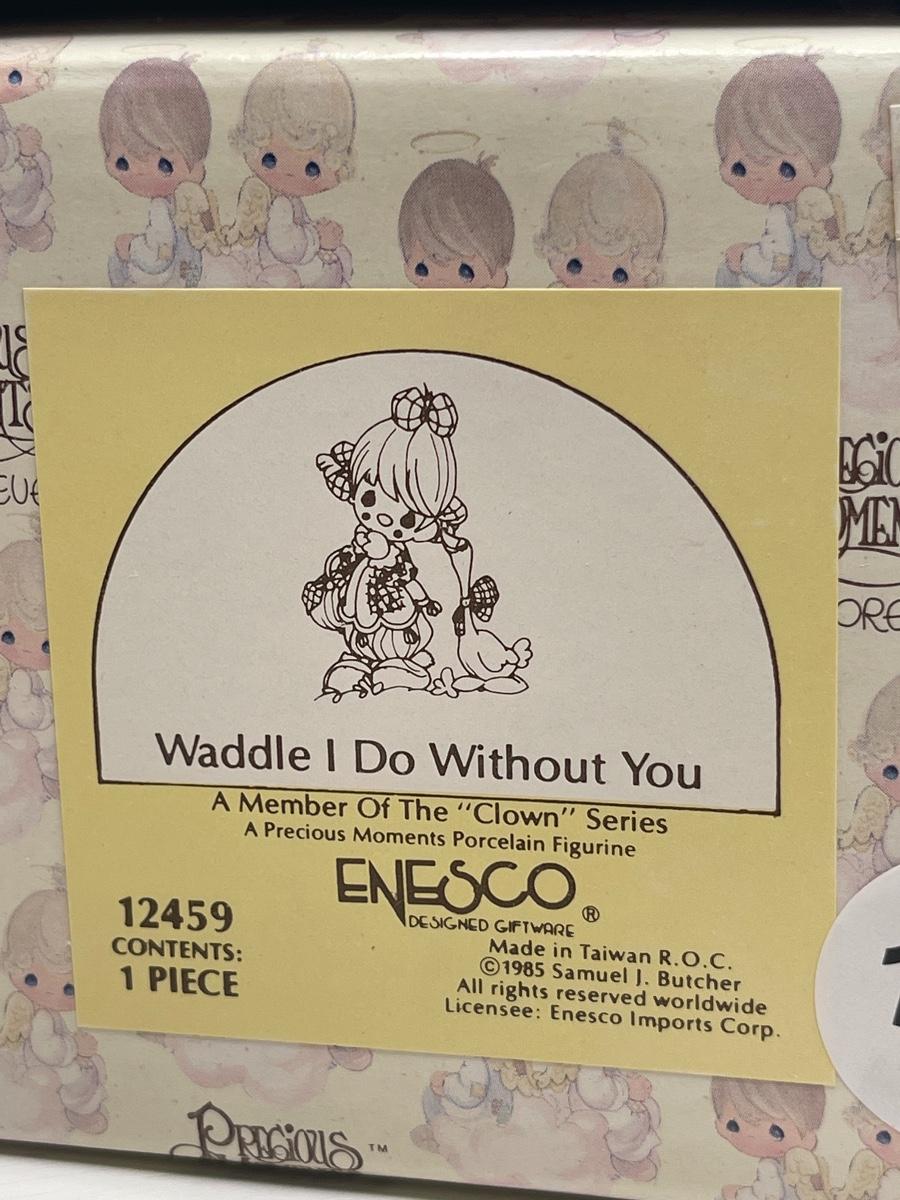 Waddle I Do Without You
A Member Of The "Clown" Series
A Precious Moments Porcelain Figurine
ENESCO®
DESIGNED GIFTWARE
12459
CONTENTS:
1 PIECE
Made in Taiwan R.O.C.
©1985 Samuel J. Butcher
All rights reserved worldwide
Licensee: Enesco Imports Corp.
Precious™